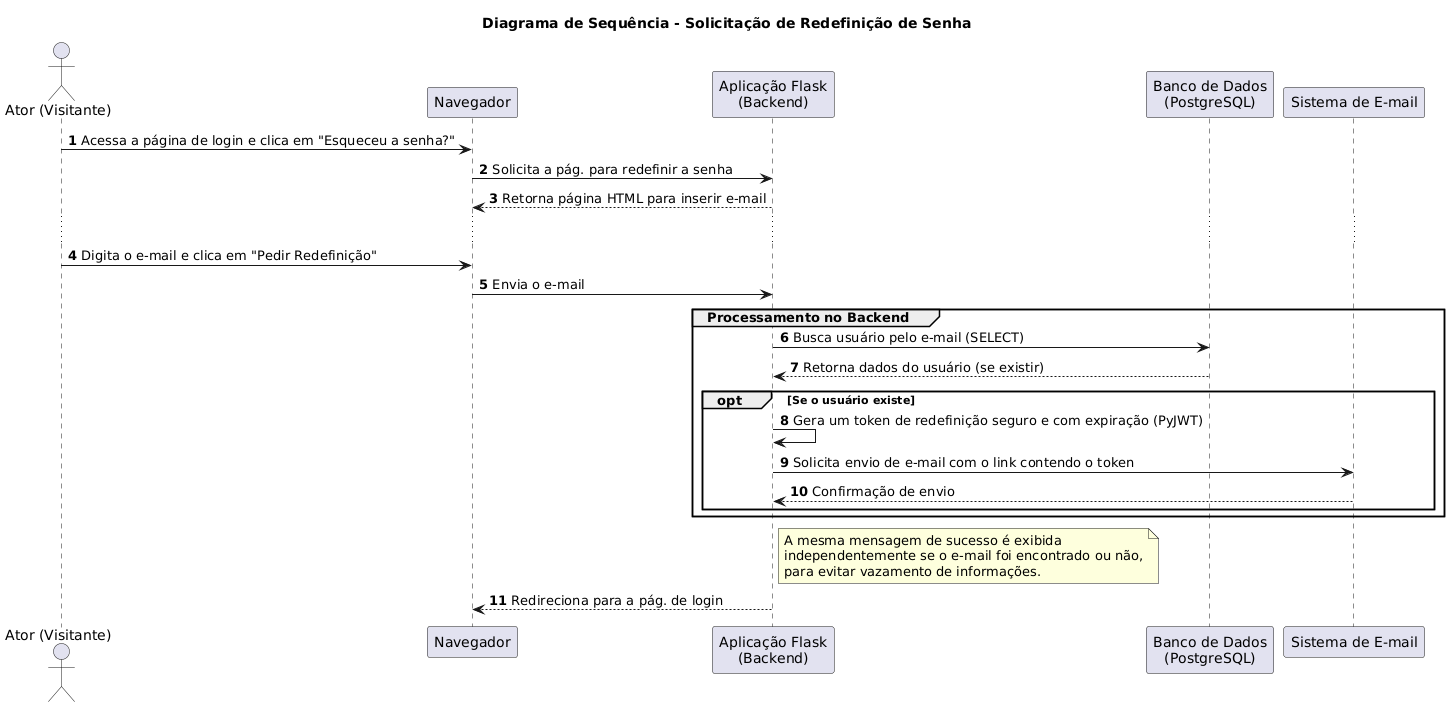 Diagrama de Sequência - Solicitação de Redefinição de Senha
Ator (Visitante)
Navegador
Aplicação Flask
(Backend)
Banco de Dados
(PostgreSQL)
Sistema de E-mail
1 Acessa a página de login e clica em "Esqueceu a senha?"
2 Solicita a pág. para redefinir a senha
3 Retorna página HTML para inserir e-mail
4 Digita o e-mail e clica em "Pedir Redefinição"
5 Envia o e-mail
Processamento no Backend
6 Busca usuário pelo e-mail (SELECT)
7 Retorna dados do usuário (se existir)
opt [Se o usuário existe]
8 Gera um token de redefinição seguro e com expiração (PyJWT)
9 Solicita envio de e-mail com o link contendo o token
10 Confirmação de envio
A mesma mensagem de sucesso é exibida
independentemente se o e-mail foi encontrado ou não,
para evitar vazamento de informações.
11 Redireciona para a pág. de login
Ator (Visitante)
Navegador
Aplicação Flask
(Backend)
Banco de Dados
(PostgreSQL)
Sistema de E-mail